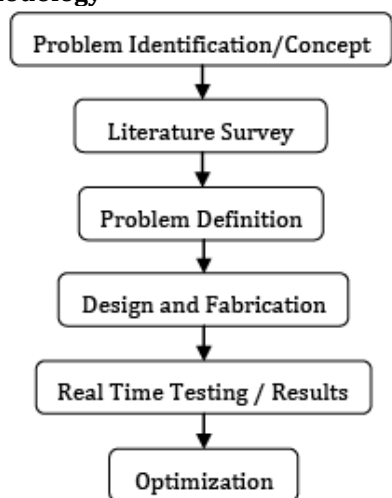 Problem Identification/Concept
Literature Survey
Problem Definition
Design and Fabrication
Real Time Testing / Results
Optimization